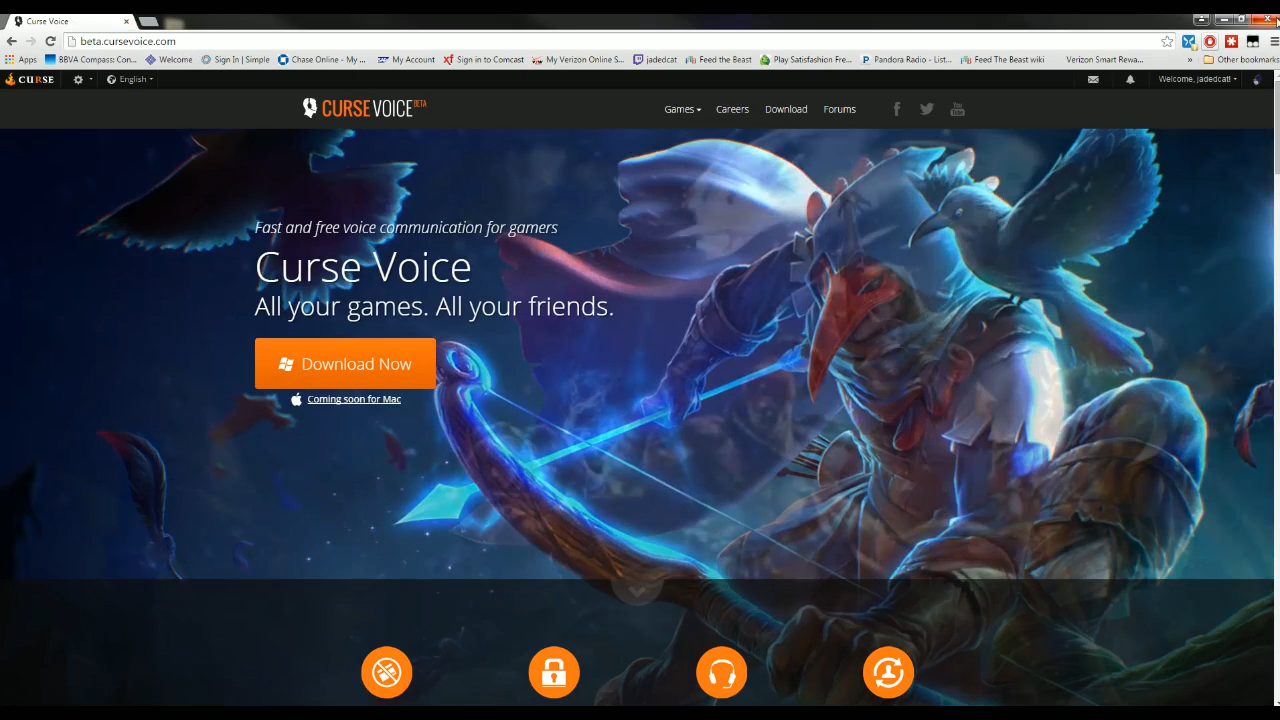 Curse Voice
beta.cursevoice.com
Apps
BBVA Compass: Con...
Welcome
Sign In | Simple
Chase Online - My ...
My Account
Sign in to Comcast
My Verizon Online S...
jadedcat
Feed the Beast
Play Satisfashion Fre...
Pandora Radio - List...
Feed The Beast wiki
Verizon Smart Rewa...
»
Other bookmarks
CURSE
English
Welcome, jadedcat!
CURSEVOICE BETA
Games
Careers
Download
Forums
You Tube
Fast and free voice communication for gamers
Curse Voice
All your games. All your friends.
Download Now
Coming soon for Mac